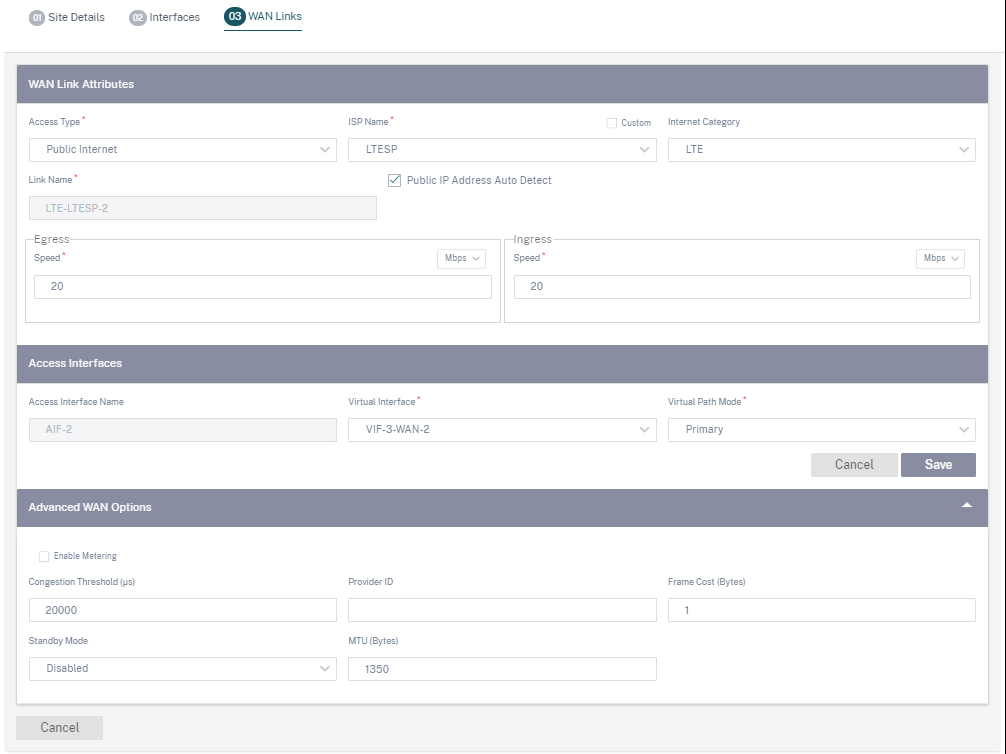 01 Site Details 02 Interfaces 03 WAN Links
WAN Link Attributes
Access Type * ISP Name * Custom Internet Category
Public Internet LTESP LTE
Link Name * Public IP Address Auto Detect
LTE-LTESP-2
Egress Ingress
Speed * Mbps Speed * Mbps
20 20
Access Interfaces
Access Interface Name Virtual Interface * Virtual Path Mode *
AIF-2 VIF-3-WAN-2 Primary
Cancel Save
Advanced WAN Options
Enable Metering
Congestion Threshold (µs) Provider ID Frame Cost (Bytes)
20000 1
Standby Mode MTU (Bytes)
Disabled 1350
Cancel